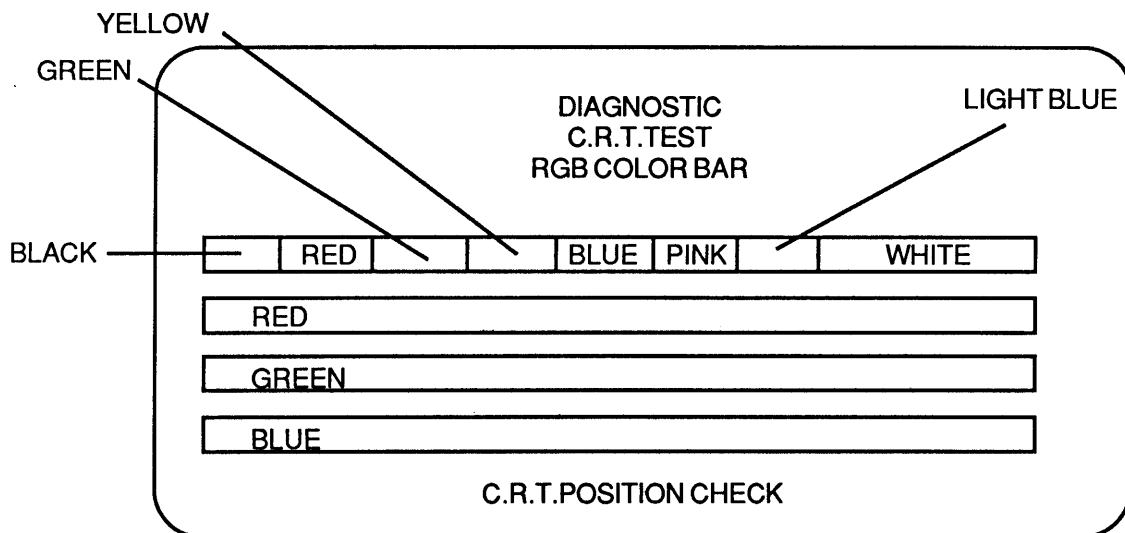 YELLOW
GREEN
LIGHT BLUE
DIAGNOSTIC
C.R.T.TEST
RGB COLOR BAR
BLACK
RED
BLUE
PINK
WHITE
RED
GREEN
BLUE
C.R.T.POSITION CHECK